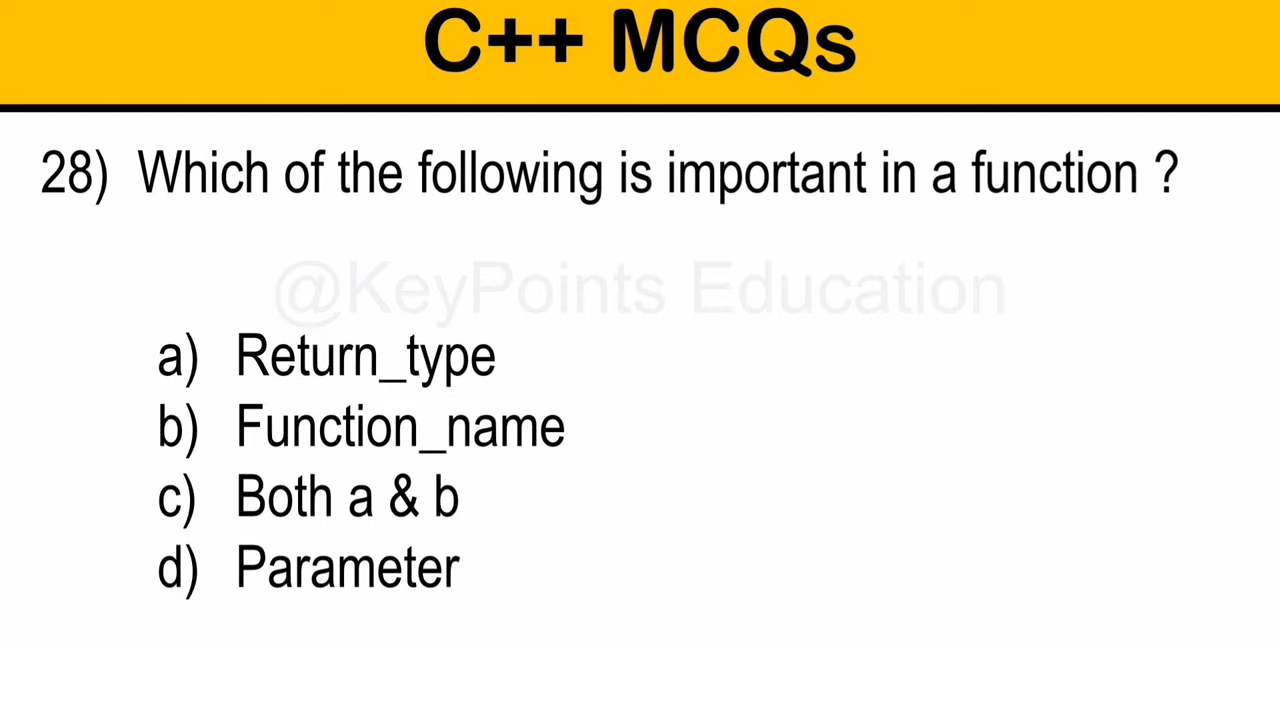 C++ MCQs
28) Which of the following is important in a function ?
@KeyPoints Education
a) Return_type
b) Function_name
c) Both a & b
d) Parameter